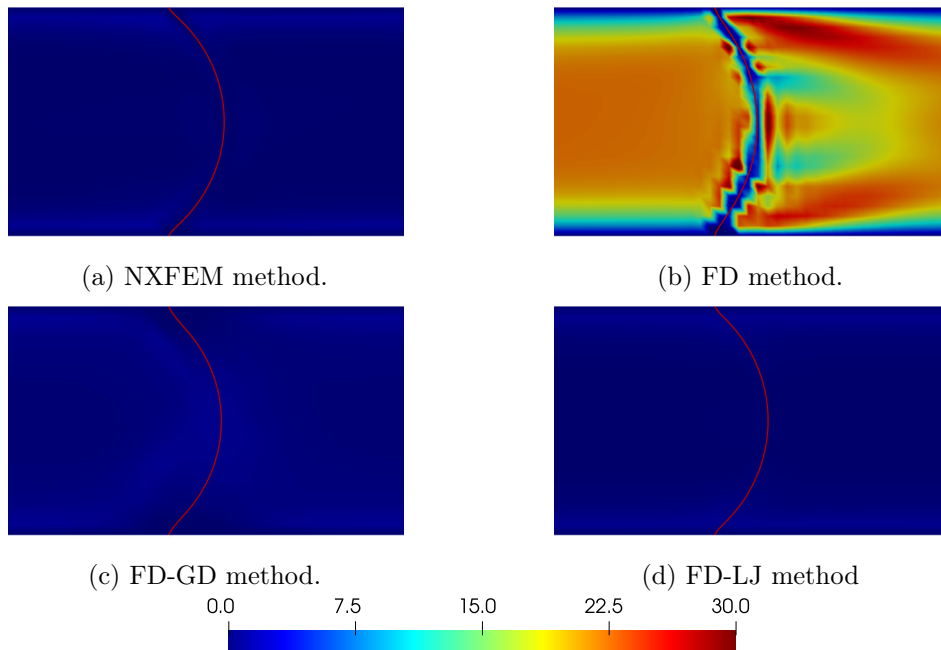 (a) NXFEM method.
(b) FD method.
(c) FD-GD method.
(d) FD-LJ method
0.0 7.5 15.0 22.5 30.0